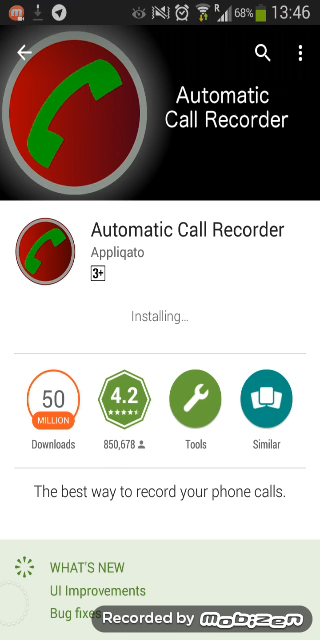 R 68% 13:46
Automatic
Call Recorder
Automatic Call Recorder
Appliqato
3+
Installing...
50
MILLION
4.2
Downloads
850,678
Tools
Similar
The best way to record your phone calls.
WHAT'S NEW
UI Improvements
Bug fixes
Recorded by MOBIZEN